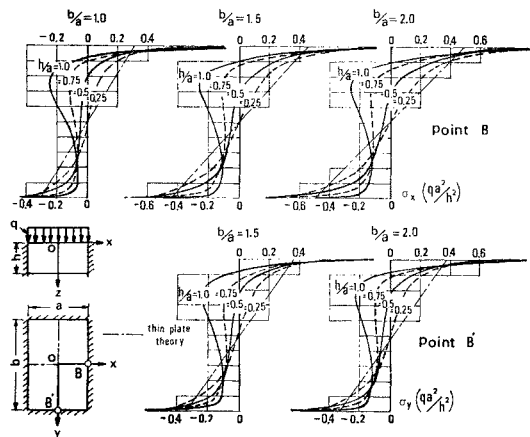 b/a=1.0
b/a=1.5
b/a=2.0
0 0.2 0.4
0 0.2 0.4
0 0.2 0.4 0.6
h/a=1.0
=0.75
=0.5
=0.25
h/a=1.0
=0.75
=0.5
=0.25
h/a=1.0
=0.75
=0.5
=0.25
Point B
-0.4 -0.2 0
-0.6 -0.4 -0.2 0
-0.6 -0.4 -0.2 0
σx (qa²/h²)
q
h
O
x
z
b/a=1.5
b/a=2.0
0 0.2 0.4
0 0.2 0.4 0.6
h/a=1.0
=0.75
=0.5
=0.25
h/a=1.0
=0.75
=0.5
=0.25
a
b
O
x
B
B'
y
thin plate
theory
Point B'
σy (qa²/h²)
-0.4 -0.2 0
-0.6 -0.4 -0.2 0